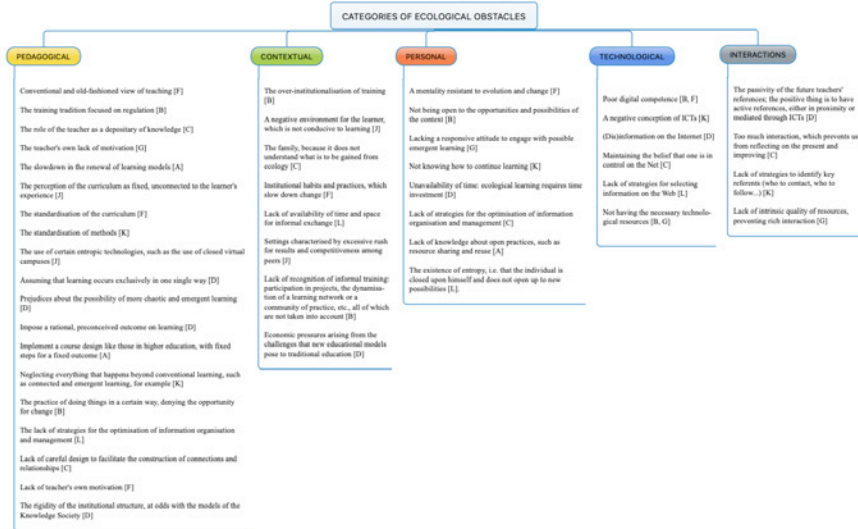 CATEGORIES OF ECOLOGICAL OBSTACLES
PEDAGOGICAL
Conventional and old-fashioned view of teaching [F]
The training tradition focused on regulation [B]
The role of the teacher as a depositary of knowledge [C]
The teacher's own lack of motivation [G]
The slowdown in the renewal of learning models [A]
The perception of the curriculum as fixed, unconnected to the learner's
experience [J]
The standardisation of the curriculum [F]
The standardisation of methods [K]
The use of certain entropic technologies, such as the use of closed virtual
campuses [J]
Assuming that learning occurs exclusively in one single way [D]
Prejudices about the possibility of more chaotic and emergent learning
[D]
Impose a rational, preconceived outcome on learning [D]
Implement a course design like those in higher education, with fixed
steps for a fixed outcome [A]
Neglecting everything that happens beyond conventional learning, such
as connected and emergent learning, for example [K]
The practice of doing things in a certain way, denying the opportunity
for change [B]
The lack of strategies for the optimisation of information organisation
and management [L]
Lack of careful design to facilitate the construction of connections and
relationships [C]
Lack of teacher's own motivation [F]
The rigidity of the institutional structure, at odds with the models of the
Knowledge Society [D]
CONTEXTUAL
The over-institutionalisation of training
[B]
A negative environment for the learner,
which is not conducive to learning [J]
The family, because it does not
understand what is to be gained from
ecology [C]
Institutional habits and practices, which
slow down change [F]
Lack of availability of time and space
for informal exchange [L]
Settings characterised by excessive rush
for results and competitiveness among
peers [J]
Lack of recognition of informal training:
participation in projects, the dynamisa-
tion of a learning network or a
community of practice, etc., all of which
are not taken into account [B]
Economic pressures arising from the
challenges that new educational models
pose to traditional education [D]
PERSONAL
A mentality resistant to evolution and change [F]
Not being open to the opportunities and possibilities of
the context [B]
Lacking a responsive attitude to engage with possible
emergent learning [G]
Not knowing how to continue learning [K]
Unavailability of time: ecological learning requires time
investment [D]
Lack of strategies for the optimisation of information
organisation and management [C]
Lack of knowledge about open practices, such as
resource sharing and reuse [A]
The existence of entropy, i.e. that the individual is
closed upon himself and does not open up to new
possibilities [L].
TECHNOLOGICAL
Poor digital competence [B, F]
A negative conception of ICTs [K]
(Dis)information on the Internet [D]
Maintaining the belief that one is in
control on the Net [C]
Lack of strategies for selecting
information on the Web [L]
Not having the necessary technolo-
gical resources [B, G]
INTERACTIONS
The passivity of the future teachers'
references; the positive thing is to have
active references, either in proximity or
mediated through ICTs [D]
Too much interaction, which prevents us
from reflecting on the present and
improving [C]
Lack of strategies to identify key
referents (who to contact, who to
follow...) [K]
Lack of intrinsic quality of resources,
preventing rich interaction [G]